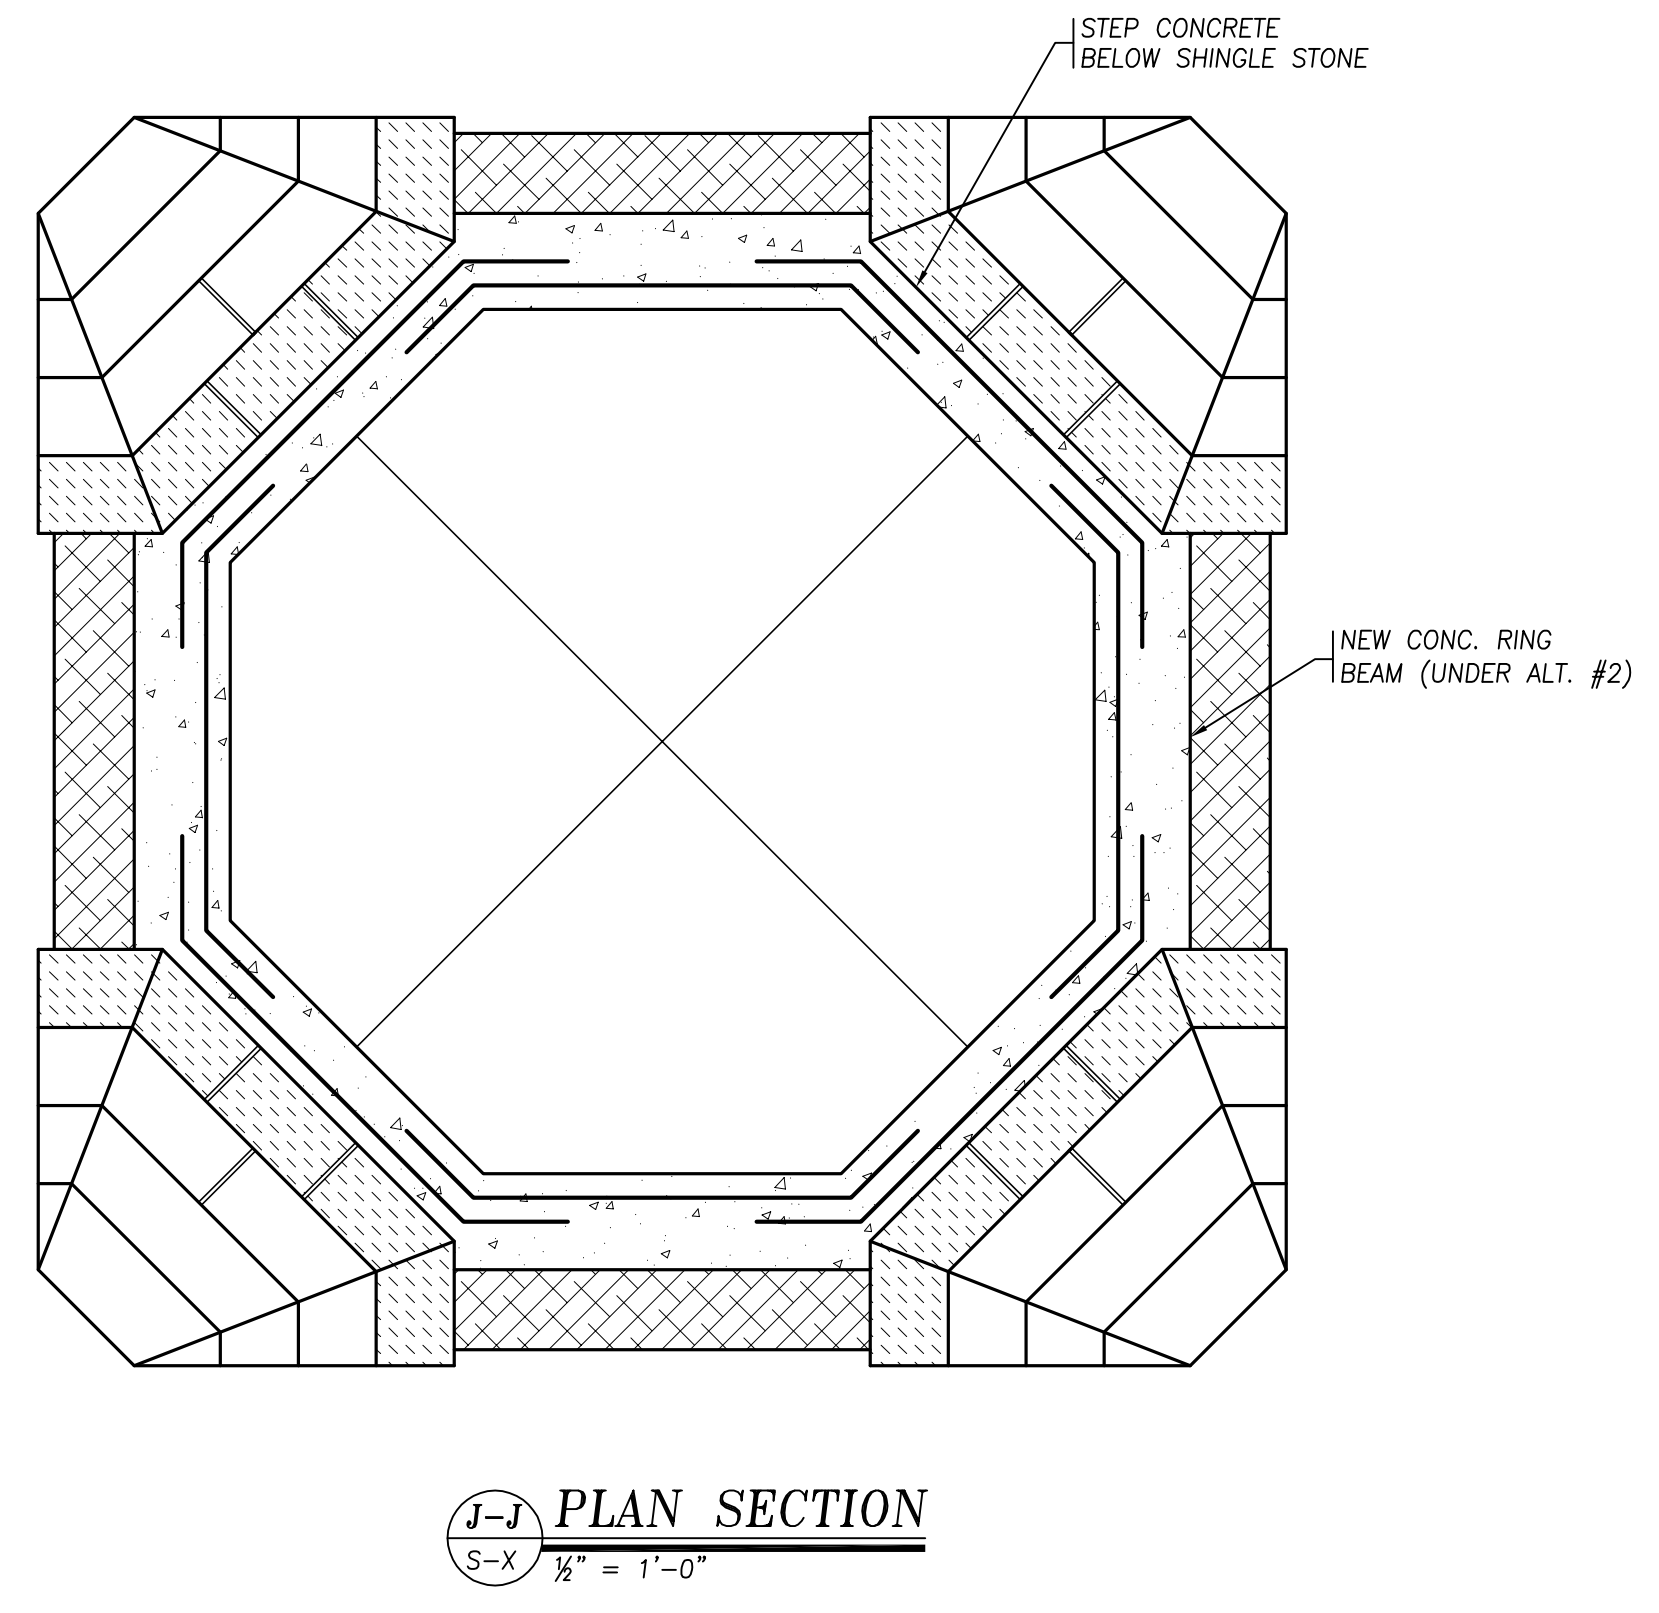 STEP CONCRETE
BELOW SHINGLE STONE
NEW CONC. RING
BEAM (UNDER ALT. #2)
J-J
PLAN SECTION
S-X
½" = 1'-0"